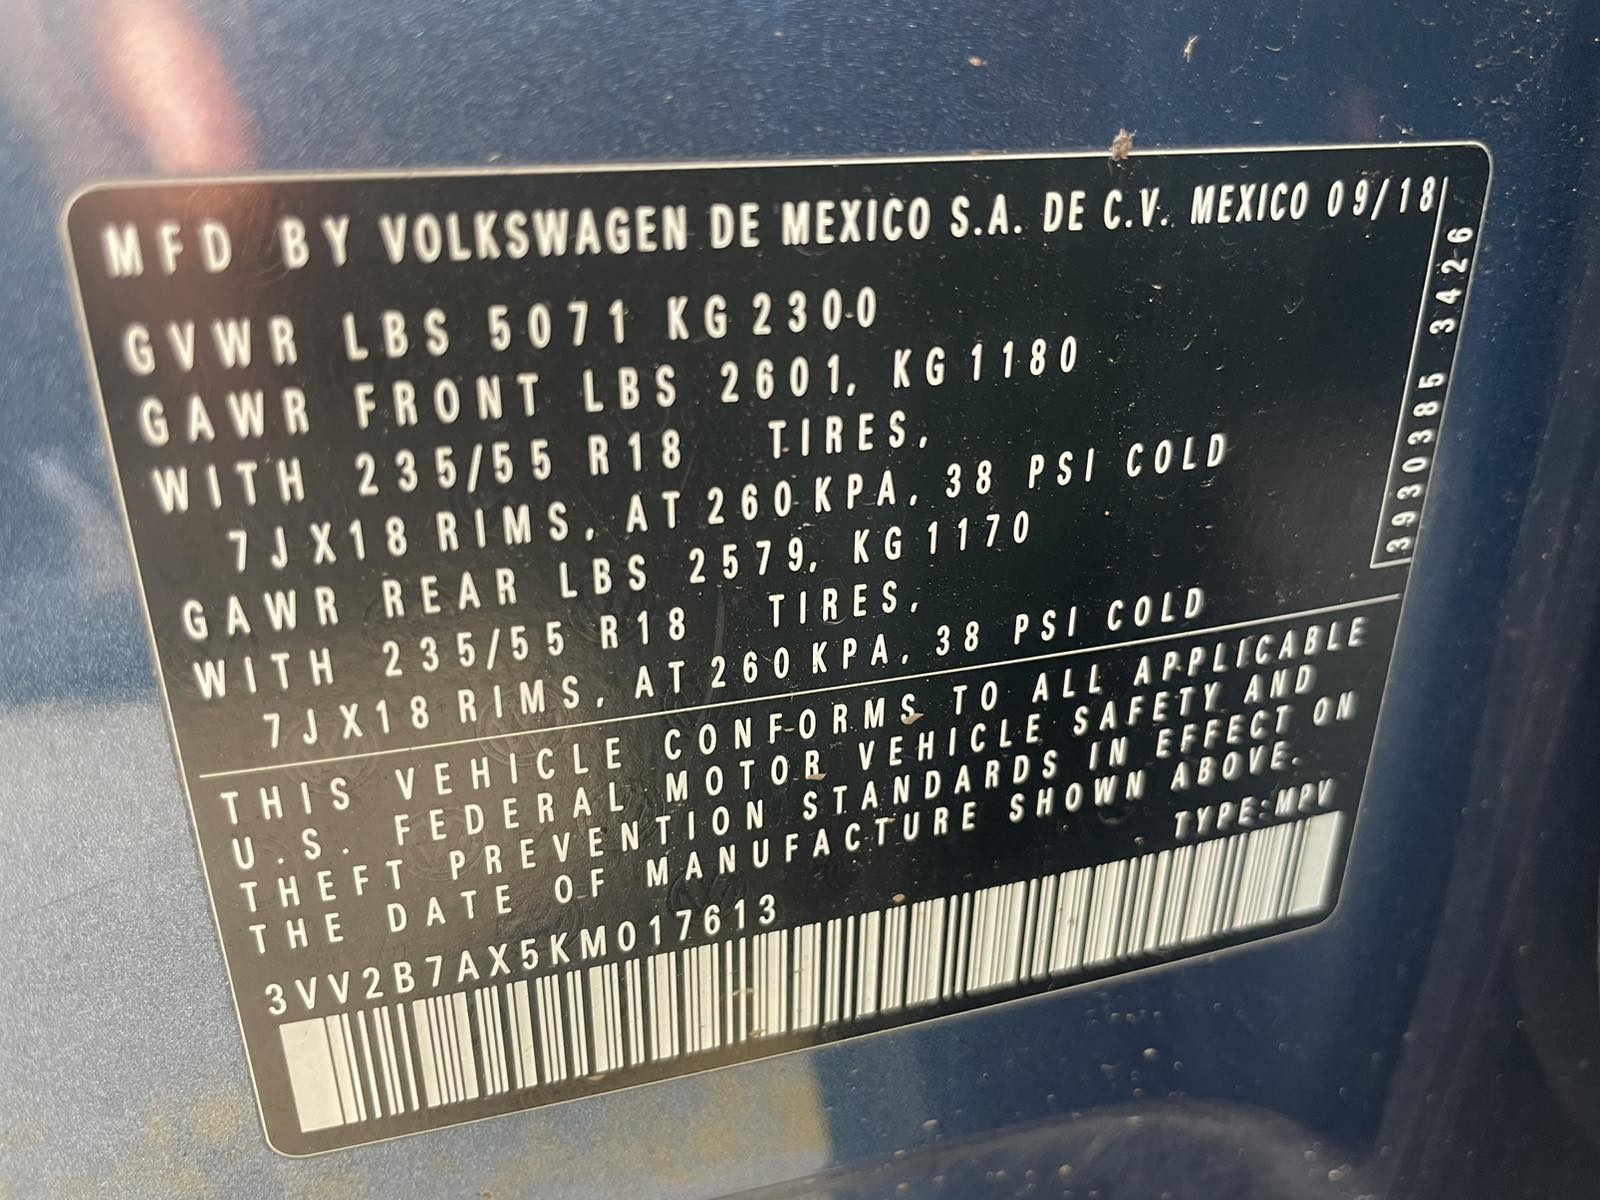 MFD BY VOLKSWAGEN DE MEXICO S.A. DE C.V. MEXICO 09/18
GVWR LBS 5071 KG 2300
GAWR FRONT LBS 2601, KG 1180
WITH 235/55 R18 TIRES,
7JX18 RIMS, AT 260 KPA, 38 PSI COLD
GAWR REAR LBS 2579, KG 1170
WITH 235/55 R18 TIRES,
7JX18 RIMS, AT 260 KPA, 38 PSI COLD
3930385 3426
THIS VEHICLE CONFORMS TO ALL APPLICABLE
U.S. FEDERAL MOTOR VEHICLE SAFETY AND
THEFT PREVENTION STANDARDS IN EFFECT ON
THE DATE OF MANUFACTURE SHOWN ABOVE.
3VV2B7AX5KM017613 TYPE:MPV